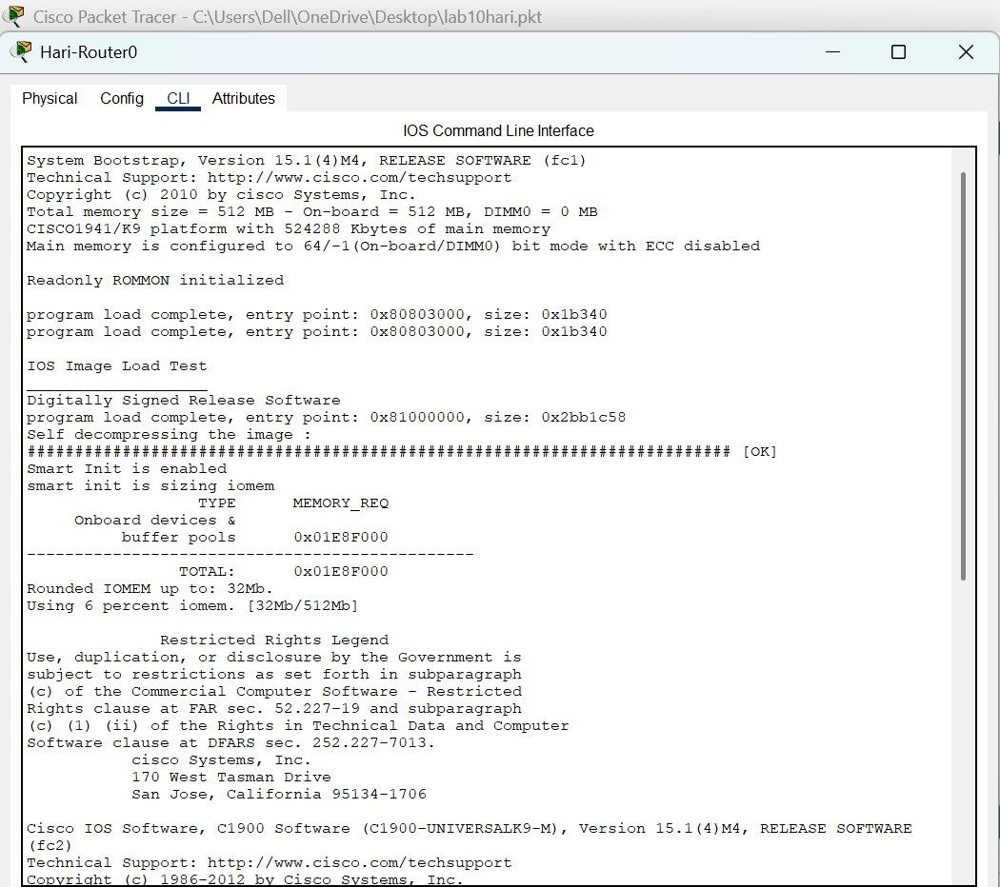 Cisco Packet Tracer - C:\Users\Dell\OneDrive\Desktop\lab10hari.pkt
Hari-Router0
Physical Config CLI Attributes
IOS Command Line Interface
System Bootstrap, Version 15.1(4)M4, RELEASE SOFTWARE (fc1)
Technical Support: http://www.cisco.com/techsupport
Copyright (c) 2010 by cisco Systems, Inc.
Total memory size = 512 MB - On-board = 512 MB, DIMM0 = 0 MB
CISCO1941/K9 platform with 524288 Kbytes of main memory
Main memory is configured to 64/-1(On-board/DIMM0) bit mode with ECC disabled
Readonly ROMMON initialized
program load complete, entry point: 0x80803000, size: 0x1b340
program load complete, entry point: 0x80803000, size: 0x1b340
IOS Image Load Test
___________________
Digitally Signed Release Software
program load complete, entry point: 0x81000000, size: 0x2bb1c58
Self decompressing the image :
########################################################################## [OK]
Smart Init is enabled
smart init is sizing iomem
TYPE MEMORY_REQ
Onboard devices &
buffer pools 0x01E8F000
-----------------------------------------------
TOTAL: 0x01E8F000
Rounded IOMEM up to: 32Mb.
Using 6 percent iomem. [32Mb/512Mb]
Restricted Rights Legend
Use, duplication, or disclosure by the Government is
subject to restrictions as set forth in subparagraph
(c) of the Commercial Computer Software - Restricted
Rights clause at FAR sec. 52.227-19 and subparagraph
(c) (1) (ii) of the Rights in Technical Data and Computer
Software clause at DFARS sec. 252.227-7013.
cisco Systems, Inc.
170 West Tasman Drive
San Jose, California 95134-1706
Cisco IOS Software, C1900 Software (C1900-UNIVERSALK9-M), Version 15.1(4)M4, RELEASE SOFTWARE
(fc2)
Technical Support: http://www.cisco.com/techsupport
Copyright (c) 1986-2012 by Cisco Systems, Inc.